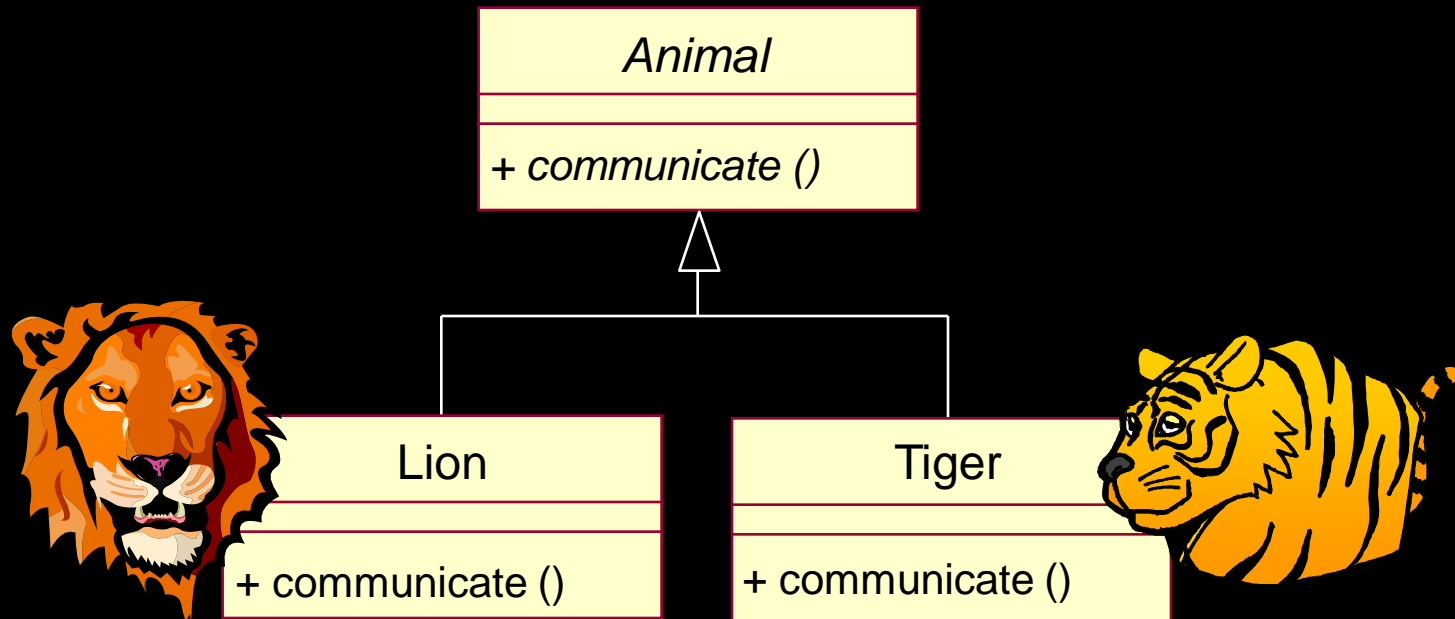 Animal
+ communicate ()
Lion
+ communicate ()
Tiger
+ communicate ()